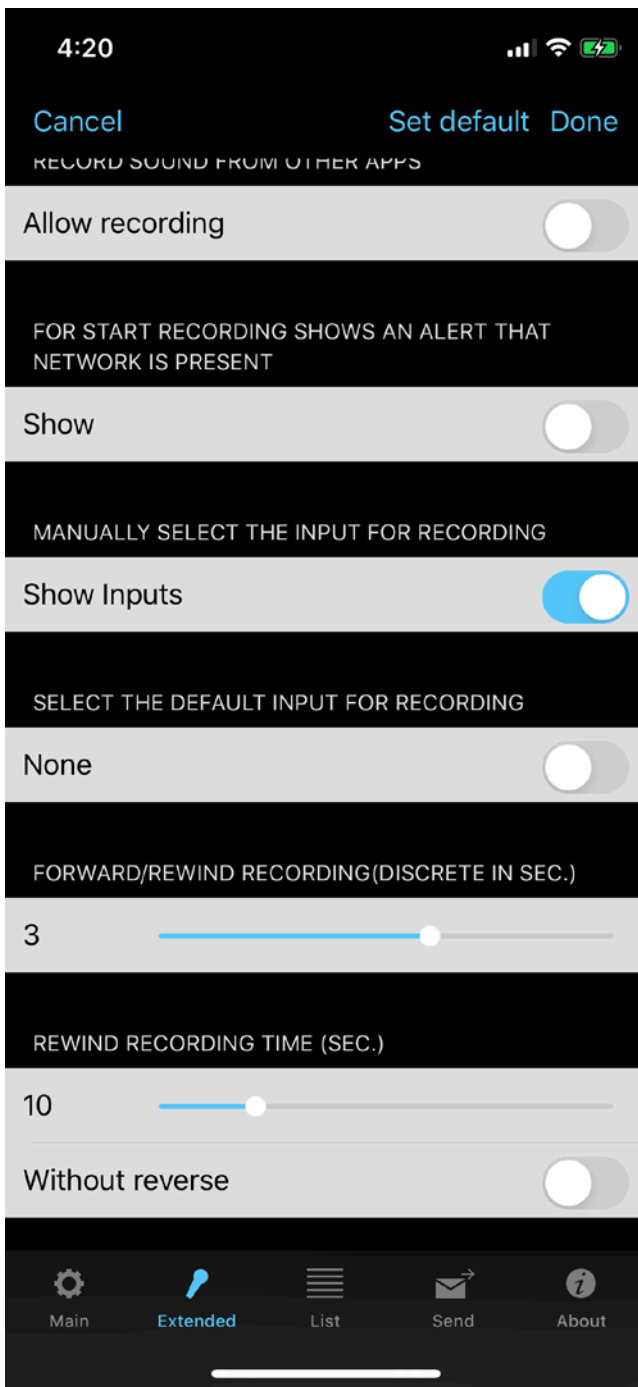 4:20
Cancel Set default Done
RECORD SOUND FROM OTHER APPS
Allow recording
FOR START RECORDING SHOWS AN ALERT THAT
NETWORK IS PRESENT
Show
MANUALLY SELECT THE INPUT FOR RECORDING
Show Inputs
SELECT THE DEFAULT INPUT FOR RECORDING
None
FORWARD/REWIND RECORDING(DISCRETE IN SEC.)
3
REWIND RECORDING TIME (SEC.)
10
Without reverse
Main Extended List Send About